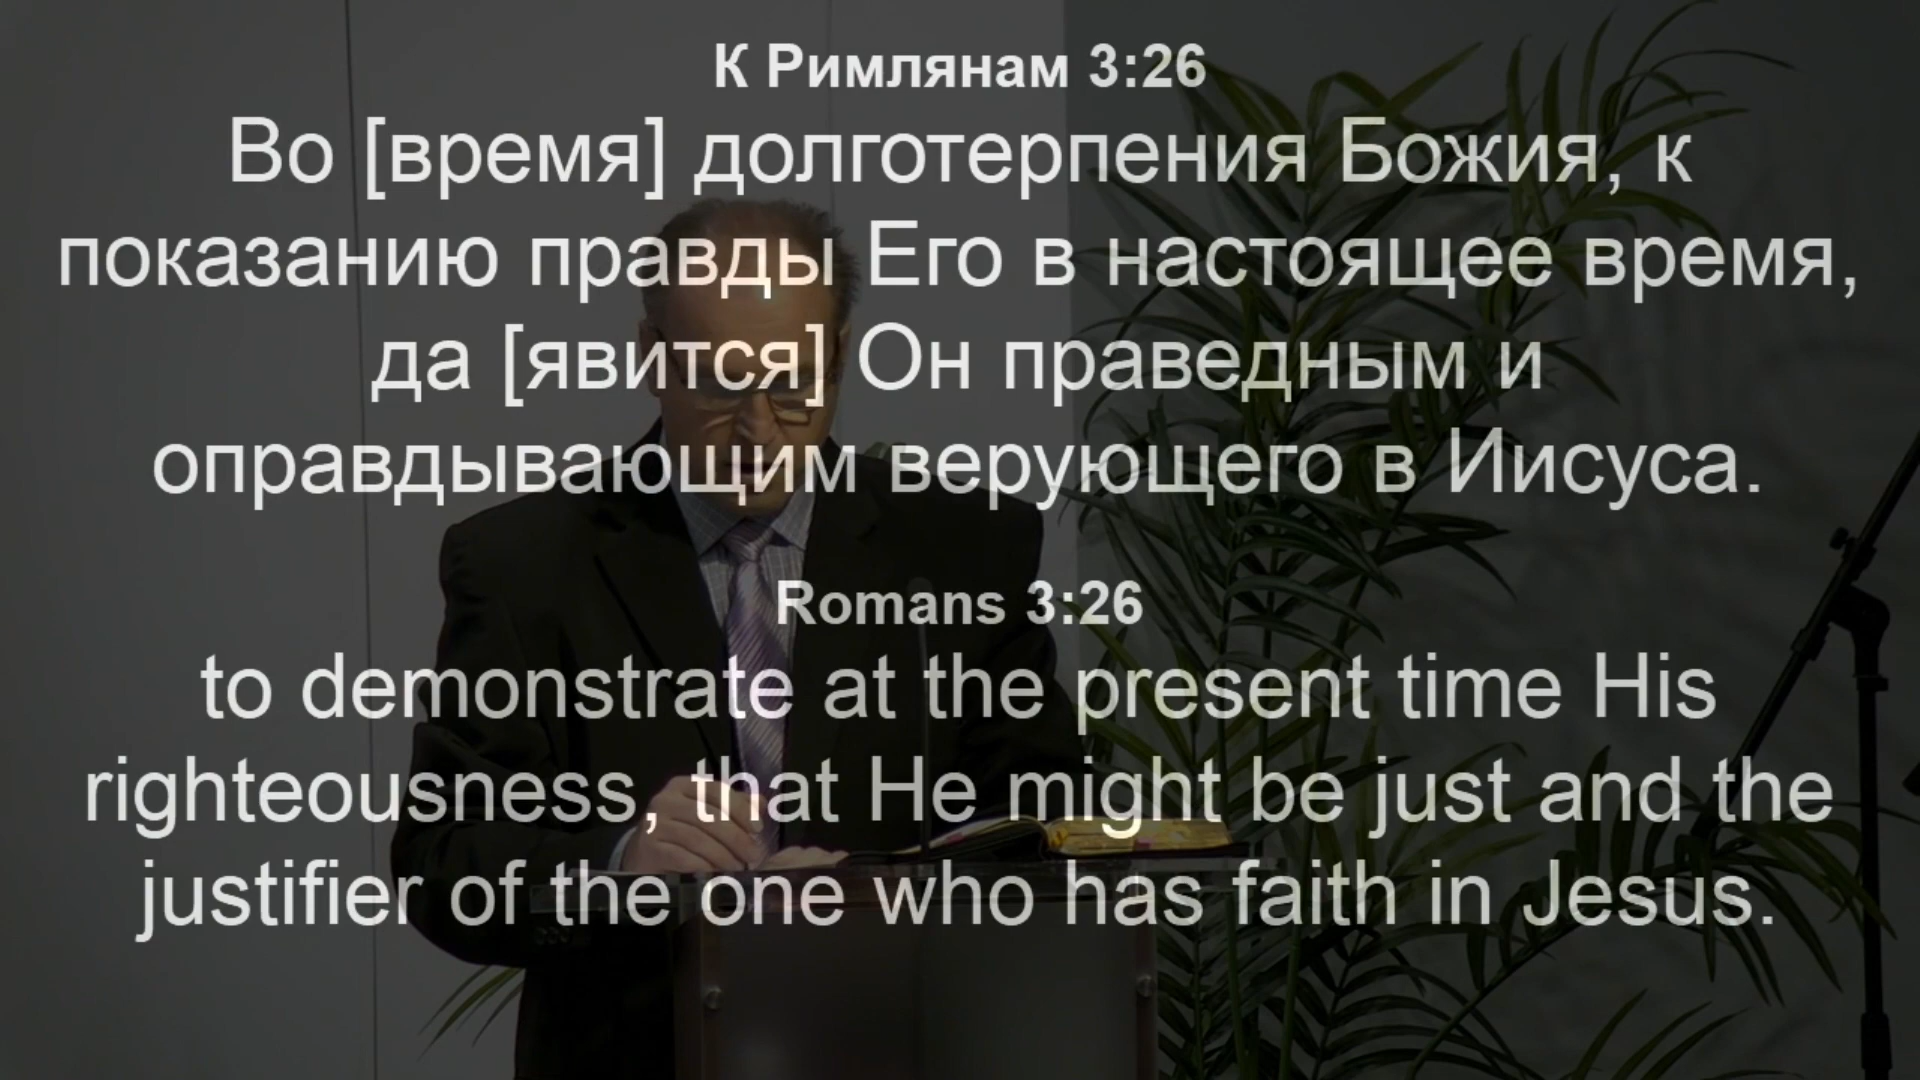 К Римлянам 3:26
Во [время] долготерпения Божия, к
показанию правды Его в настоящее время,
да [явится] Он праведным и
оправдывающим верующего в Иисуса.
Romans 3:26
to demonstrate at the present time His
righteousness, that He might be just and the
justifier of the one who has faith in Jesus.